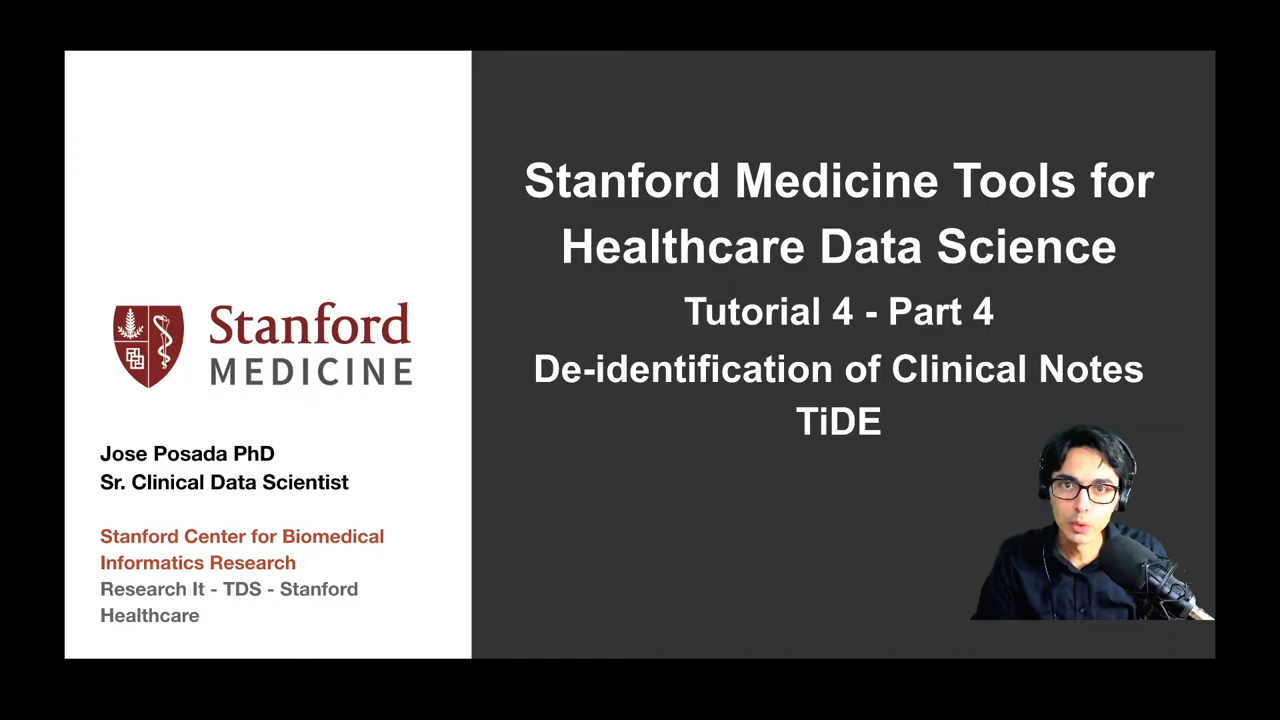 Stanford
MEDICINE
Jose Posada PhD
Sr. Clinical Data Scientist
Stanford Center for Biomedical
Informatics Research
Research It - TDS - Stanford
Healthcare
Stanford Medicine Tools for
Healthcare Data Science
Tutorial 4 - Part 4
De-identification of Clinical Notes
TiDE